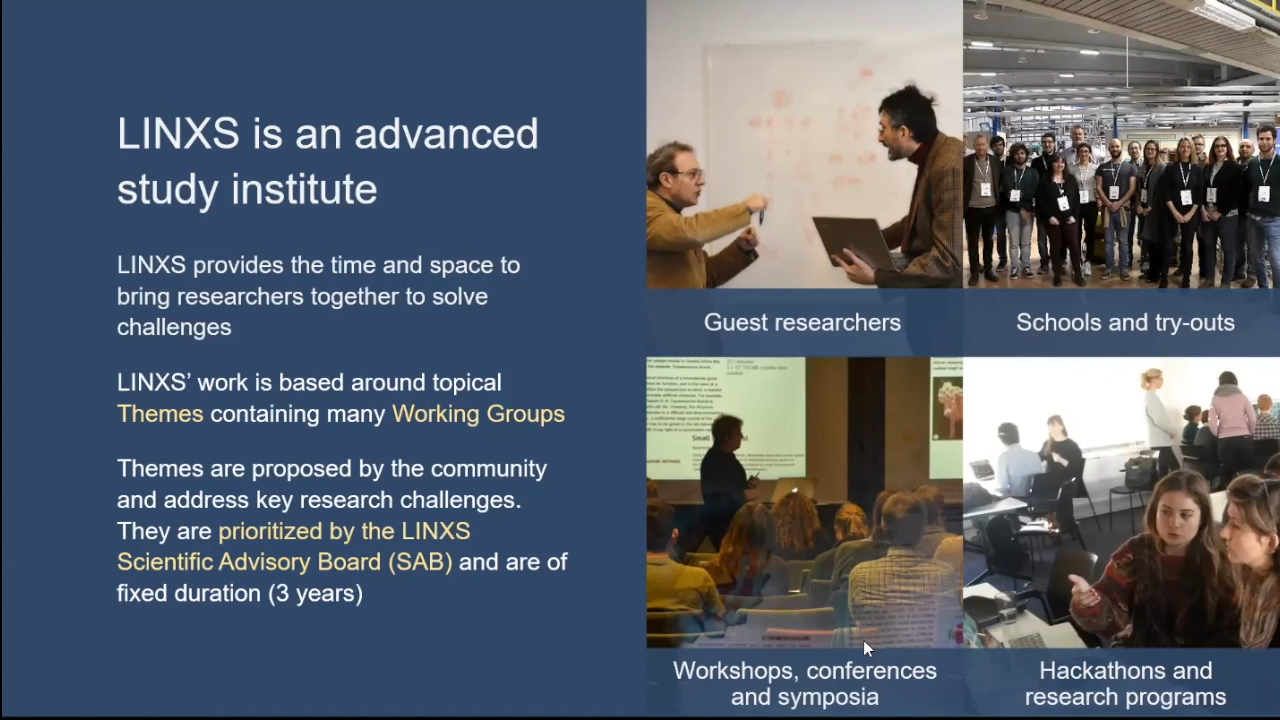 LINXS is an advanced
study institute
LINXS provides the time and space to
bring researchers together to solve
challenges
LINXS’ work is based around topical
Themes containing many Working Groups
Themes are proposed by the community
and address key research challenges.
They are prioritized by the LINXS
Scientific Advisory Board (SAB) and are of
fixed duration (3 years)
Guest researchers
Schools and try-outs
Small
Workshops, conferences
and symposia
Hackathons and
research programs